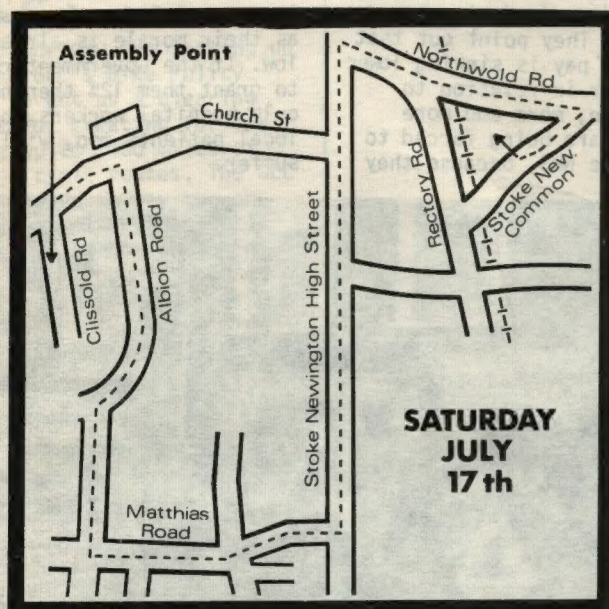 Assembly Point
Northwold Rd
Church St
Rectory Rd
Stoke New.
Common
Clissold Rd
Albion Road
Stoke Newington High Street
SATURDAY
JULY
17th
Matthias
Road